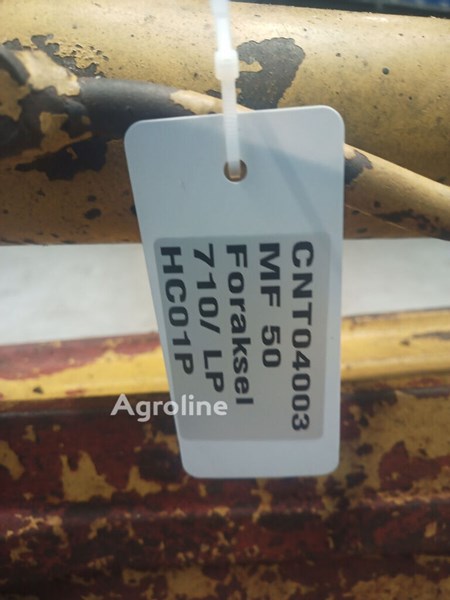 CNT04003
MF 50
Foraksel
710/ LP
HC01P
Agroline